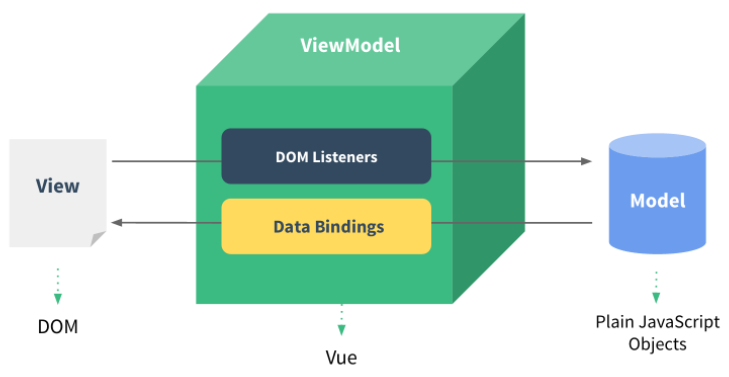 ViewModel
DOM Listeners
View
Model
Data Bindings
DOM
Vue
Plain JavaScript
Objects